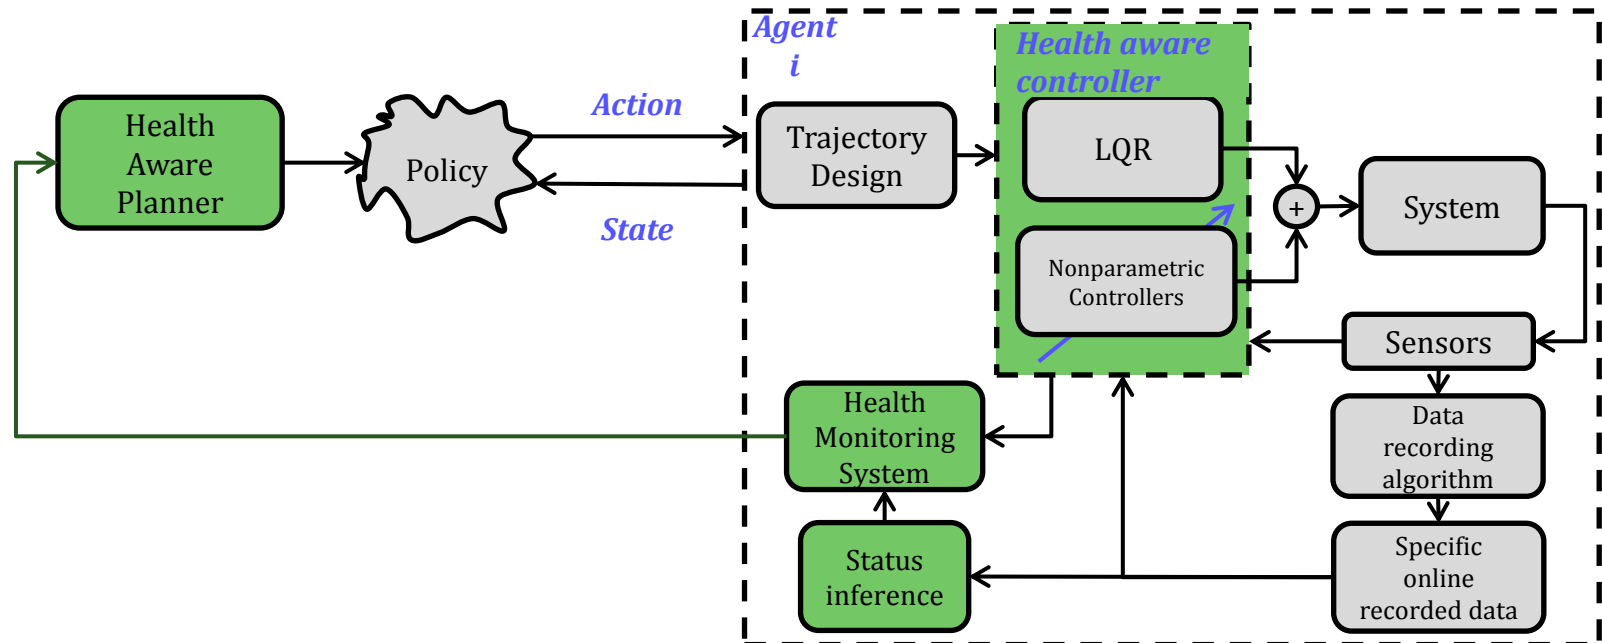 Agent
i
Health aware
controller
Health
Aware
Planner
Policy
Action
State
Trajectory
Design
LQR
Nonparametric
Controllers
+
System
Sensors
Health
Monitoring
System
Data
recording
algorithm
Status
inference
Specific
online
recorded data